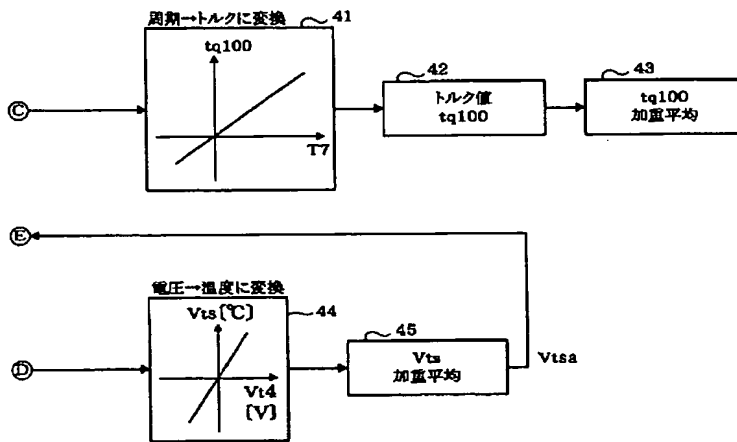 周期→トルクに変換
41
tq100
T7
Ⓒ
42
トルク値
tq100
43
tq100
加重平均
Ⓔ
電圧→温度に変換
44
Vts[℃]
Vt4
[V]
Ⓓ
45
Vts
加重平均
Vtsa